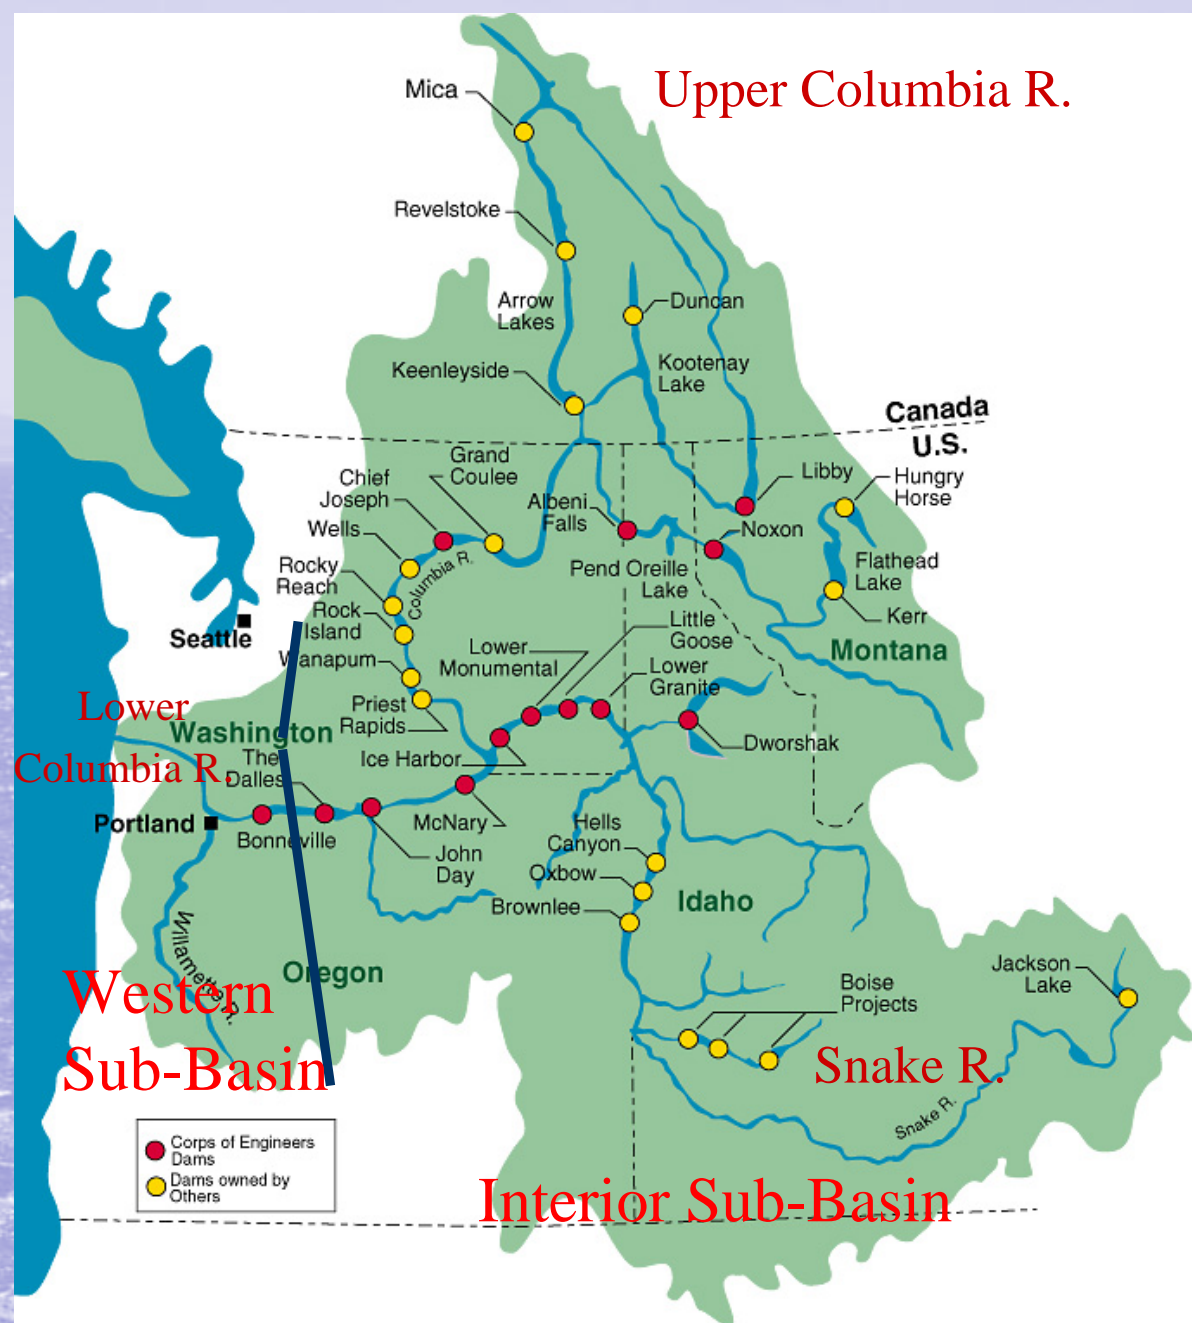 Upper Columbia R.
Mica
Revelstoke
Arrow
Lakes
Duncan
Keenleyside
Kootenay
Lake
Canada
U.S.
Grand
Coulee
Chief
Joseph
Albeni
Falls
Libby
Hungry
Horse
Wells
Noxon
Columbia R.
Rocky
Reach
Pend Oreille
Lake
Flathead
Lake
Rock
Island
Little
Goose
Kerr
Seattle
Wanapum
Lower
Monumental
Lower
Granite
Montana
Priest
Rapids
Lower
Columbia R.
Washington
The
Dalles
Ice Harbor
Dworshak
Portland
Bonneville
McNary
John
Day
Hells
Canyon
Oxbow
Brownlee
Idaho
Willamette R.
Oregon
Western
Sub-Basin
Boise
Projects
Jackson
Lake
Snake R.
Snake R.
Corps of Engineers
Dams
Dams owned by
Others
Interior Sub-Basin